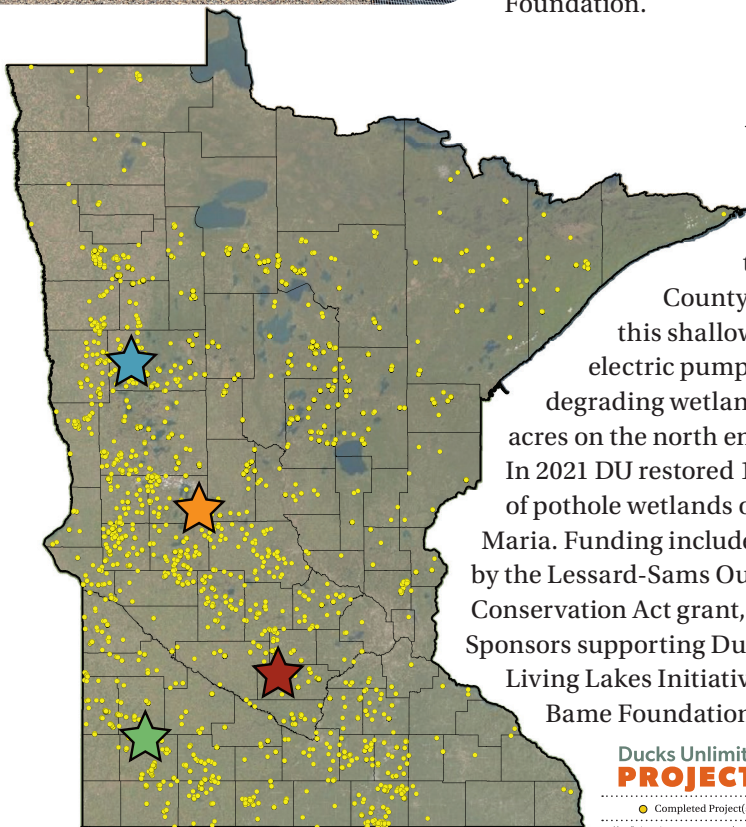 Foundation.
County
this shallow
electric pump
degrading wetlan
acres on the north en
In 2021 DU restored 1
of pothole wetlands o
Maria. Funding include
by the Lessard-Sams Ou
Conservation Act grant,
Sponsors supporting Du
Living Lakes Initiativ
Bame Foundation
Ducks Unlimit
PROJECT
Completed Project(